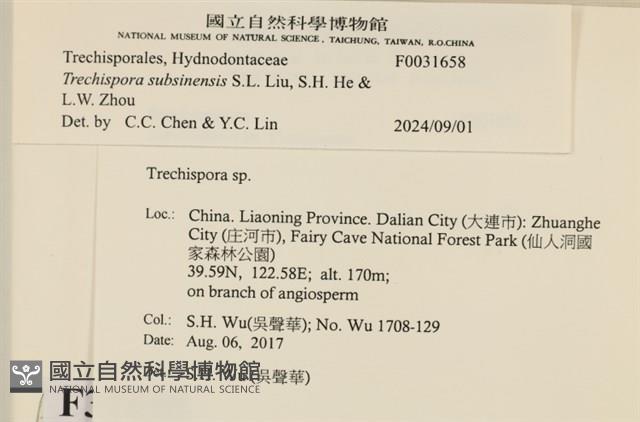 國立自然科學博物館
NATIONAL MUSEUM OF NATURAL SCIENCE, TAICHUNG, TAIWAN, R.O.CHINA
Trechisporales, Hydnodontaceae F0031658
Trechispora subsinensis S.L. Liu, S.H. He &
L.W. Zhou
Det. by C.C. Chen & Y.C. Lin 2024/09/01
Trechispora sp.
Loc.: China. Liaoning Province. Dalian City (大連市): Zhuanghe
City (庄河市), Fairy Cave National Forest Park (仙人洞國
家森林公園)
39.59N, 122.58E; alt. 170m;
on branch of angiosperm
Col.: S.H. Wu(吳聲華); No. Wu 1708-129
Date: Aug. 06, 2017
S.H. Wu(吳聲華)
國立自然科學博物館
NATIONAL MUSEUM OF NATURAL SCIENCE